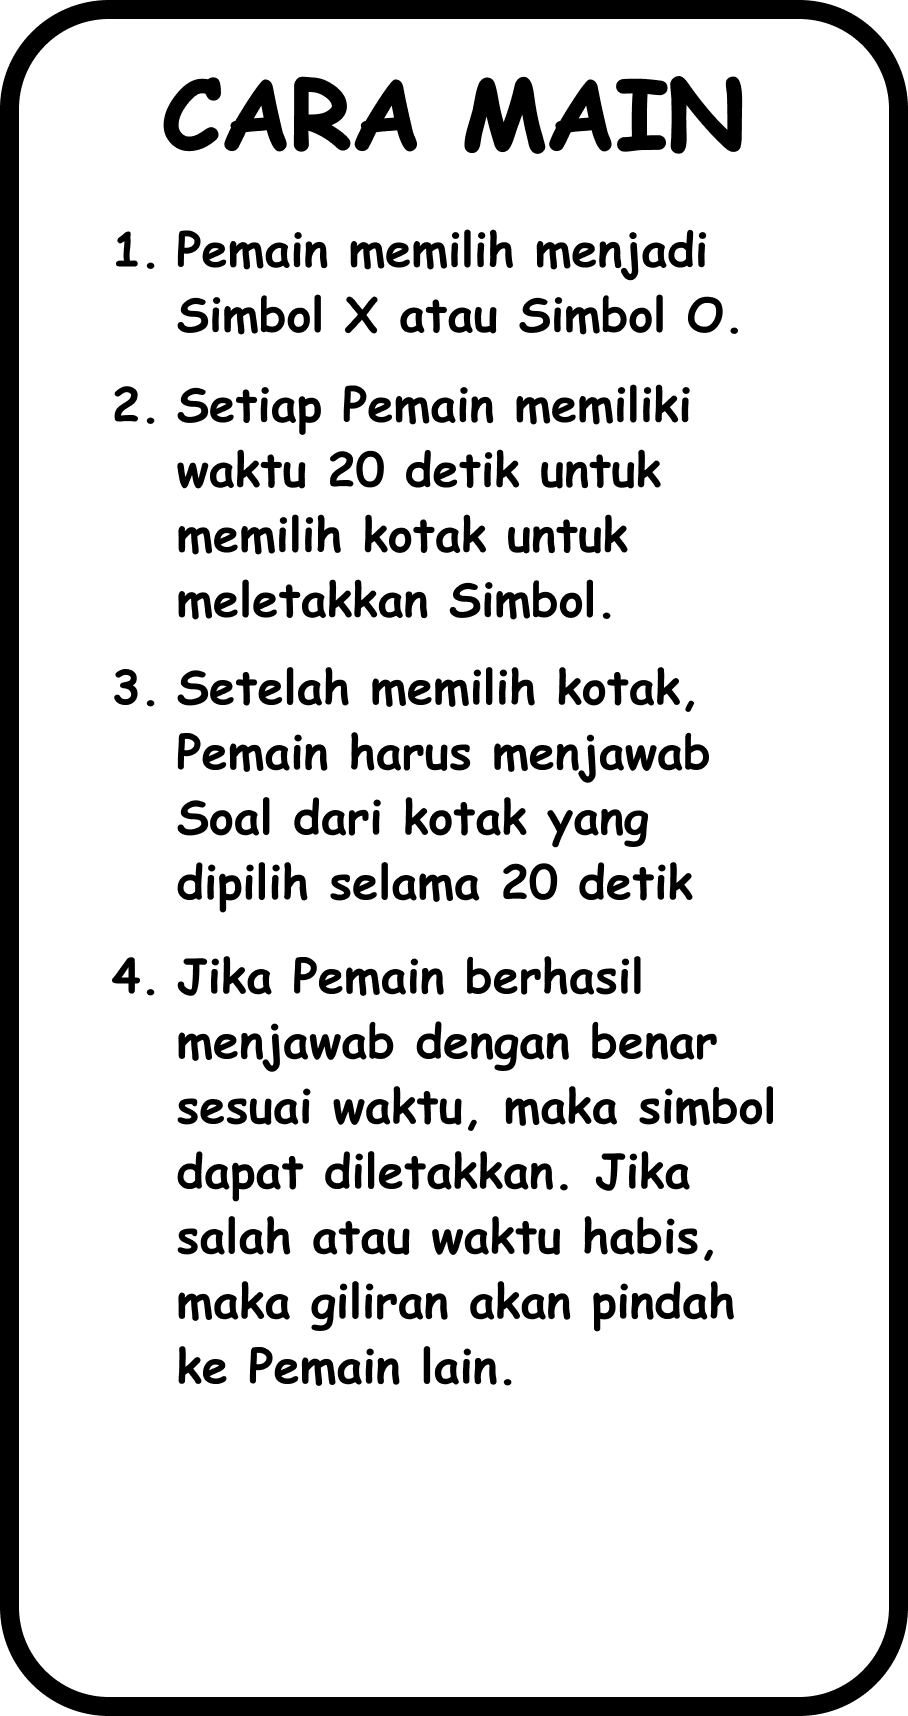 CARA MAIN
1. Pemain memilih menjadi
Simbol X atau Simbol O.
2. Setiap Pemain memiliki
waktu 20 detik untuk
memilih kotak untuk
meletakkan Simbol.
3. Setelah memilih kotak,
Pemain harus menjawab
Soal dari kotak yang
dipilih selama 20 detik
4. Jika Pemain berhasil
menjawab dengan benar
sesuai waktu, maka simbol
dapat diletakkan. Jika
salah atau waktu habis,
maka giliran akan pindah
ke Pemain lain.